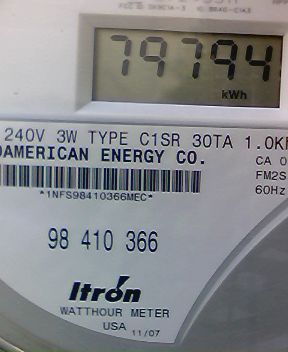 79794
kWh
240V 3W TYPE C1SR 30TA
AMERICAN ENERGY CO.
CA
FM2S
60Hz
*1NFS98410366MEC*
98 410 366
Itron
WATTHOUR METER
USA 11/07